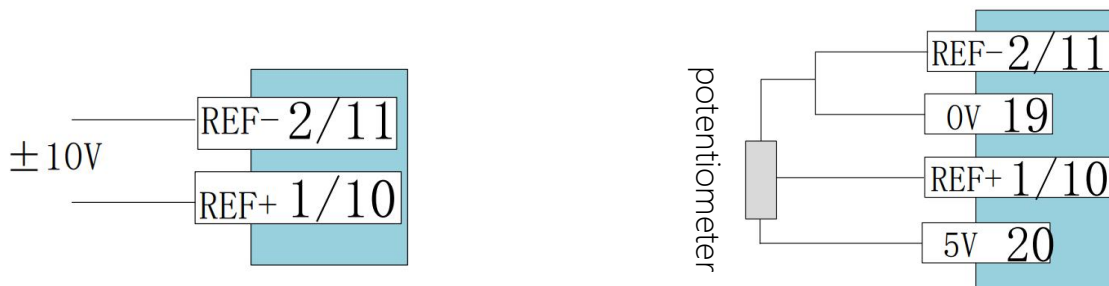 ±10V
REF- 2/11
REF+ 1/10
potentiometer
REF- 2/11
0V 19
REF+ 1/10
5V 20